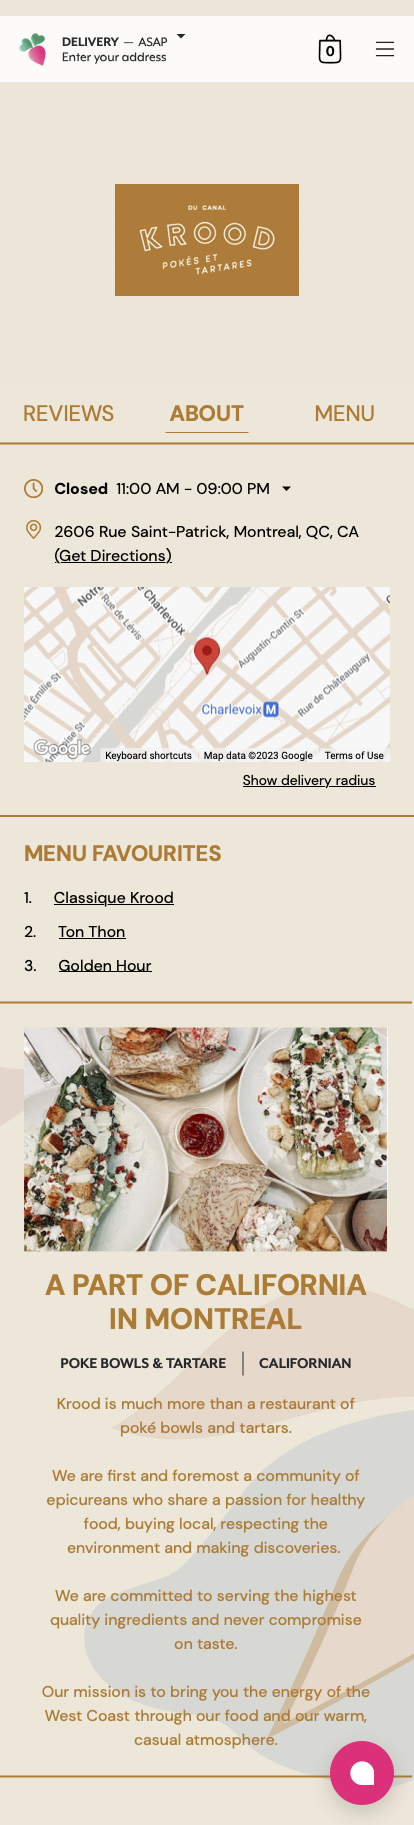 DELIVERY — ASAP
Enter your address
0
DU CANAL
KROOD
POKÉS ET
TARTARES
REVIEWS ABOUT MENU
Closed 11:00 AM - 09:00 PM
2606 Rue Saint-Patrick, Montreal, QC, CA
(Get Directions)
Notre
Rue de Lévis
Charlevoix
Augustin-Cantin St
Rue de Châteauguay
Émilie St
Charlevoix M
Google
Keyboard shortcuts Map data ©2023 Google Terms of Use
Show delivery radius
MENU FAVOURITES
1. Classique Krood
2. Ton Thon
3. Golden Hour
A PART OF CALIFORNIA
IN MONTREAL
POKE BOWLS & TARTARE | CALIFORNIAN
Krood is much more than a restaurant of
poké bowls and tartars.
We are first and foremost a community of
epicureans who share a passion for healthy
food, buying local, respecting the
environment and making discoveries.
We are committed to serving the highest
quality ingredients and never compromise
on taste.
Our mission is to bring you the energy of the
West Coast through our food and our warm,
casual atmosphere.